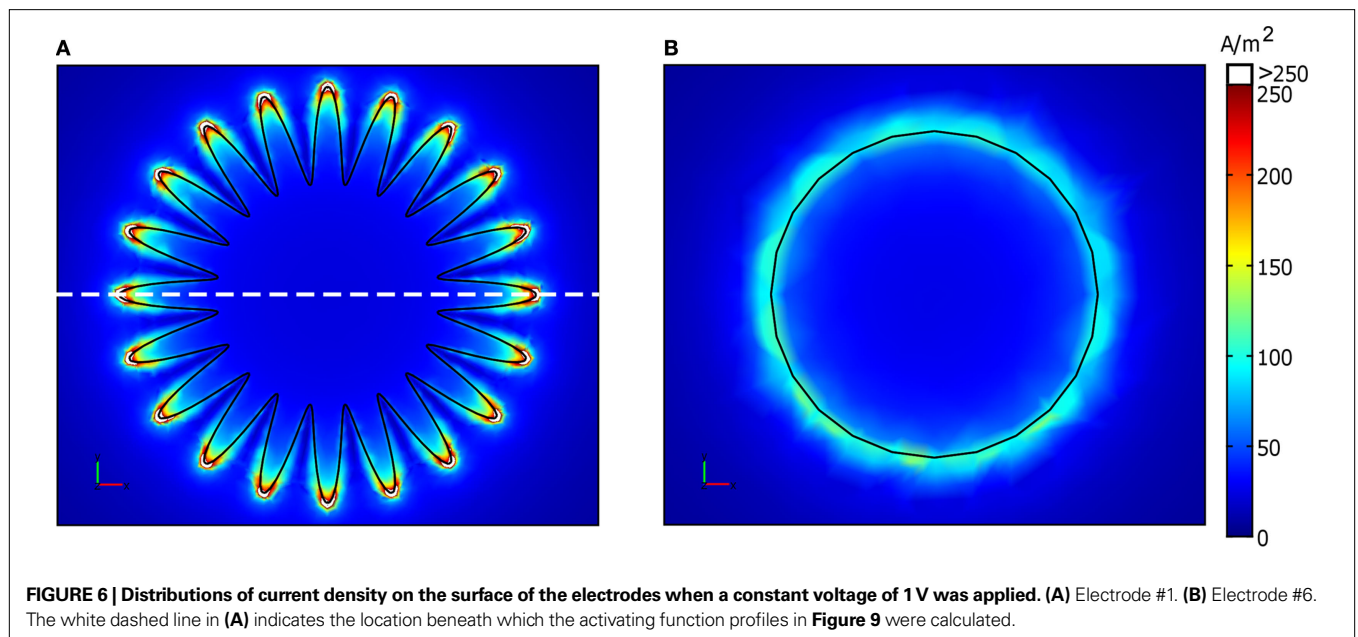 A
B
A/m²
>250
250
200
150
100
50
0
y
x
x
FIGURE 6 | Distributions of current density on the surface of the electrodes when a constant voltage of 1 V was applied. (A) Electrode #1. (B) Electrode #6.
The white dashed line in (A) indicates the location beneath which the activating function profiles in Figure 9 were calculated.